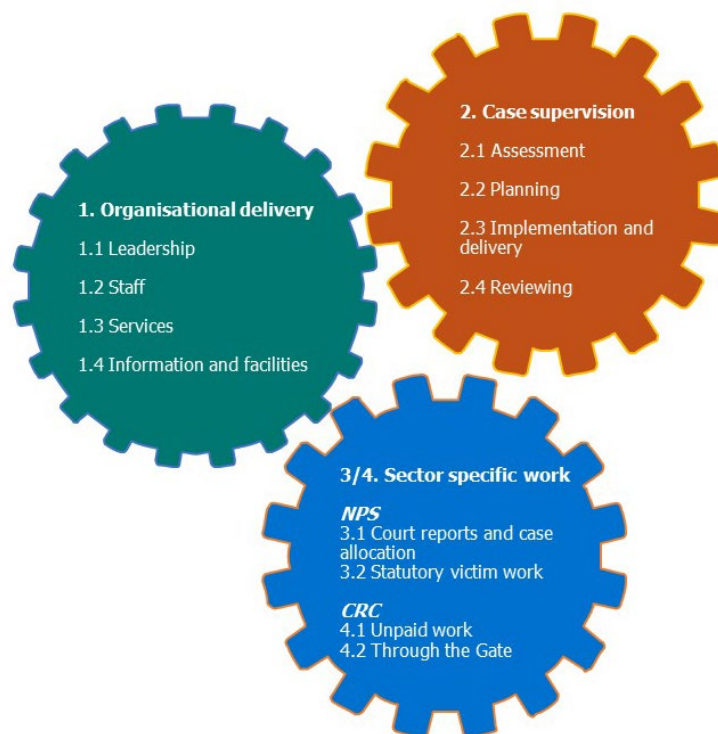 1. Organisational delivery
1.1 Leadership
1.2 Staff
1.3 Services
1.4 Information and facilities
2. Case supervision
2.1 Assessment
2.2 Planning
2.3 Implementation and
delivery
2.4 Reviewing
3/4. Sector specific work
NPS
3.1 Court reports and case
allocation
3.2 Statutory victim work
CRC
4.1 Unpaid work
4.2 Through the Gate